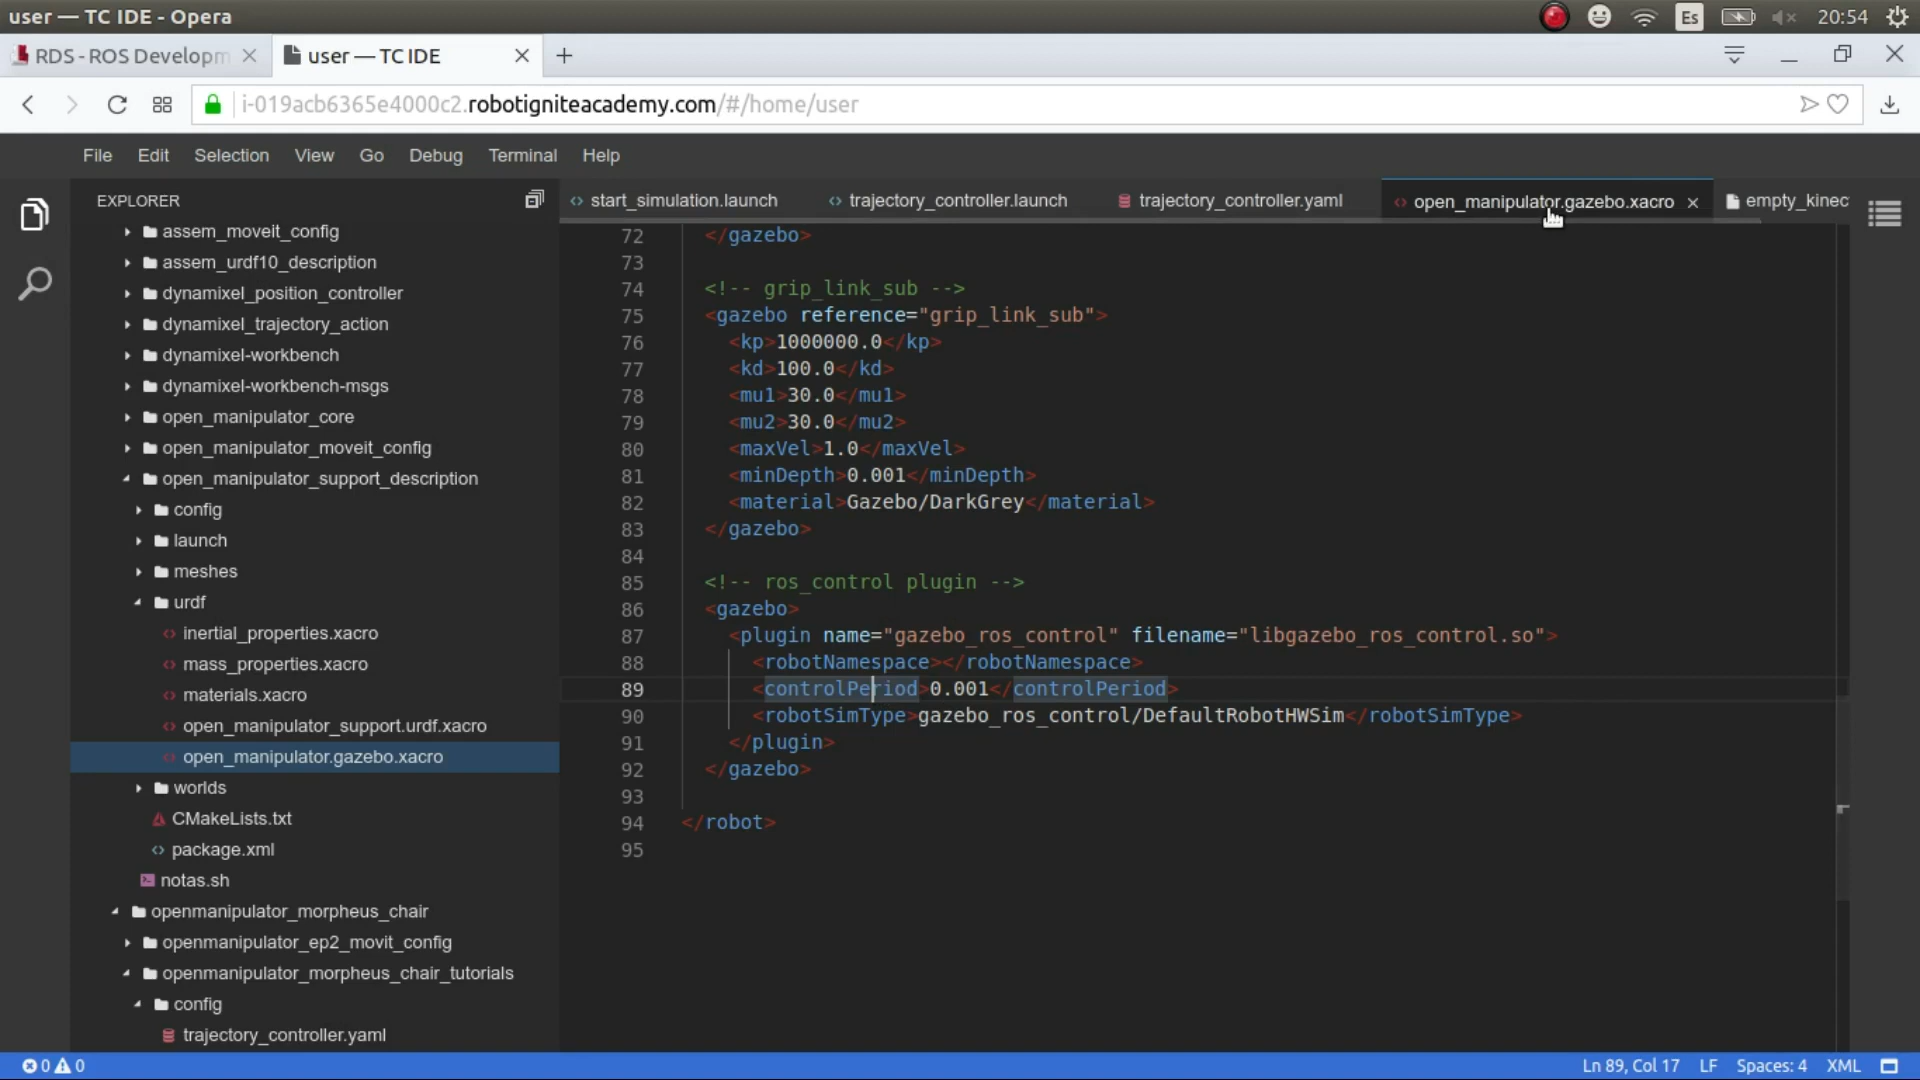 user — TC IDE - Opera
Es
20:54
RDS - ROS Developm
user — TC IDE
i-019acb6365e4000c2.robotigniteacademy.com/#/home/user
File Edit Selection View Go Debug Terminal Help
EXPLORER
assem_moveit_config
assem_urdf10_description
dynamixel_position_controller
dynamixel_trajectory_action
dynamixel-workbench
dynamixel-workbench-msgs
open_manipulator_core
open_manipulator_moveit_config
open_manipulator_support_description
config
launch
meshes
urdf
inertial_properties.xacro
mass_properties.xacro
materials.xacro
open_manipulator_support.urdf.xacro
open_manipulator.gazebo.xacro
worlds
CMakeLists.txt
package.xml
notas.sh
openmanipulator_morpheus_chair
openmanipulator_ep2_movit_config
openmanipulator_morpheus_chair_tutorials
config
trajectory_controller.yaml
start_simulation.launch
trajectory_controller.launch
trajectory_controller.yaml
open_manipulator.gazebo.xacro
empty_kinec
72 </gazebo>
73
74 <!-- grip_link_sub -->
75 <gazebo reference="grip_link_sub">
76 <kp>1000000.0</kp>
77 <kd>100.0</kd>
78 <mu1>30.0</mu1>
79 <mu2>30.0</mu2>
80 <maxVel>1.0</maxVel>
81 <minDepth>0.001</minDepth>
82 <material>Gazebo/DarkGrey</material>
83 </gazebo>
84
85 <!-- ros_control plugin -->
86 <gazebo>
87 <plugin name="gazebo_ros_control" filename="libgazebo_ros_control.so">
88 <robotNamespace></robotNamespace>
89 <controlPeriod>0.001</controlPeriod>
90 <robotSimType>gazebo_ros_control/DefaultRobotHWSim</robotSimType>
91 </plugin>
92 </gazebo>
93
94 </robot>
95
0 0
Ln 89, Col 17 LF Spaces: 4 XML